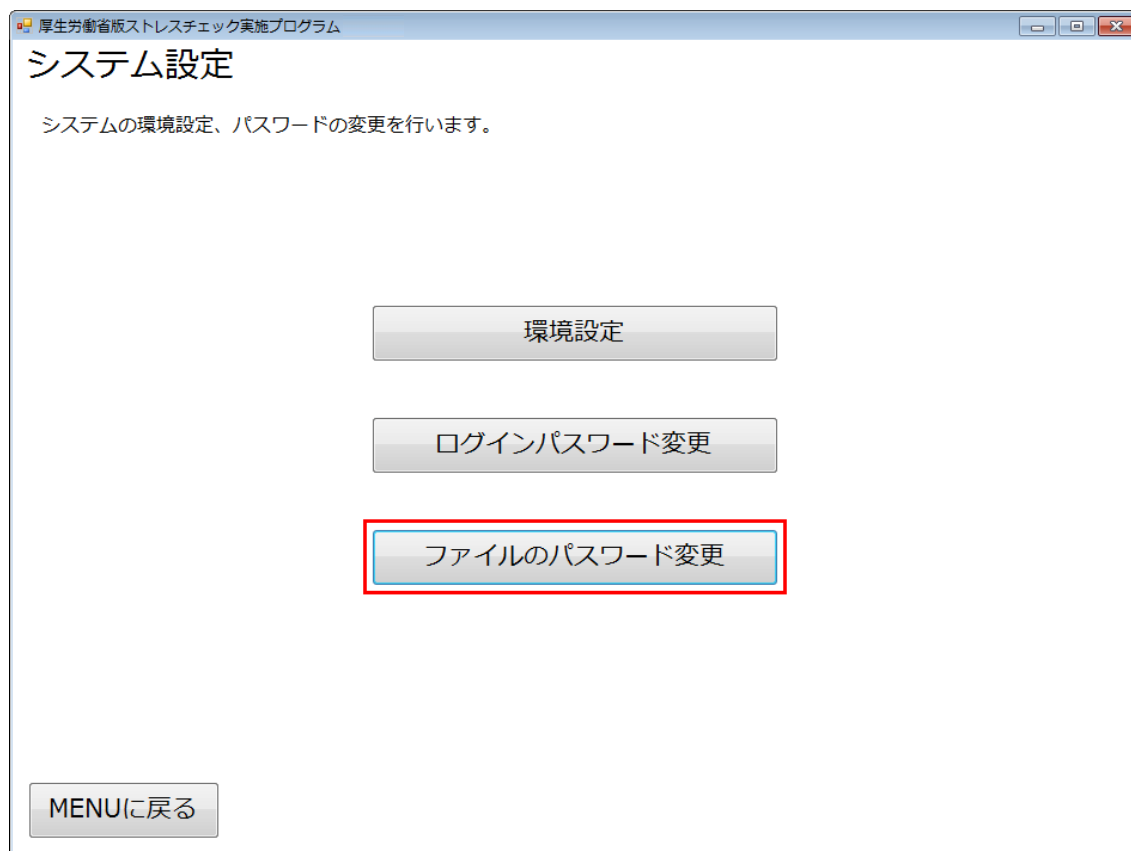 厚生労働省版ストレスチェック実施プログラム
システム設定
システムの環境設定、パスワードの変更を行います。
環境設定
ログインパスワード変更
ファイルのパスワード変更
MENUに戻る